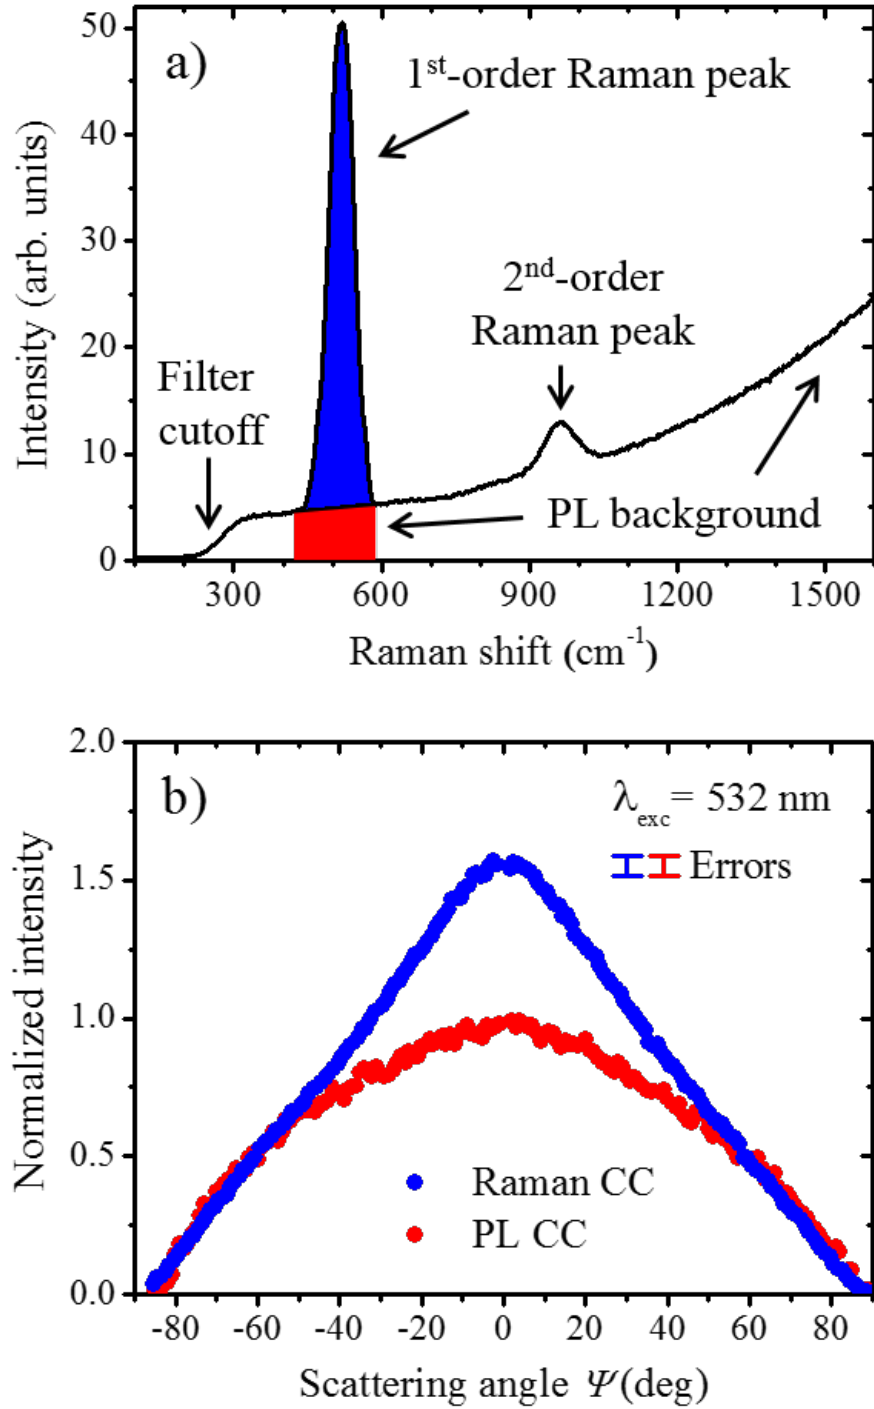 a)
1st-order Raman peak
2nd-order
Raman peak
Filter
cutoff
PL background
Intensity (arb. units)
50
40
30
20
10
0
300 600 900 1200 1500
Raman shift (cm-1)
b)
λexc = 532 nm
Errors
Raman CC
PL CC
Normalized intensity
2.0
1.5
1.0
0.5
0.0
-80 -60 -40 -20 0 20 40 60 80
Scattering angle Ψ(deg)